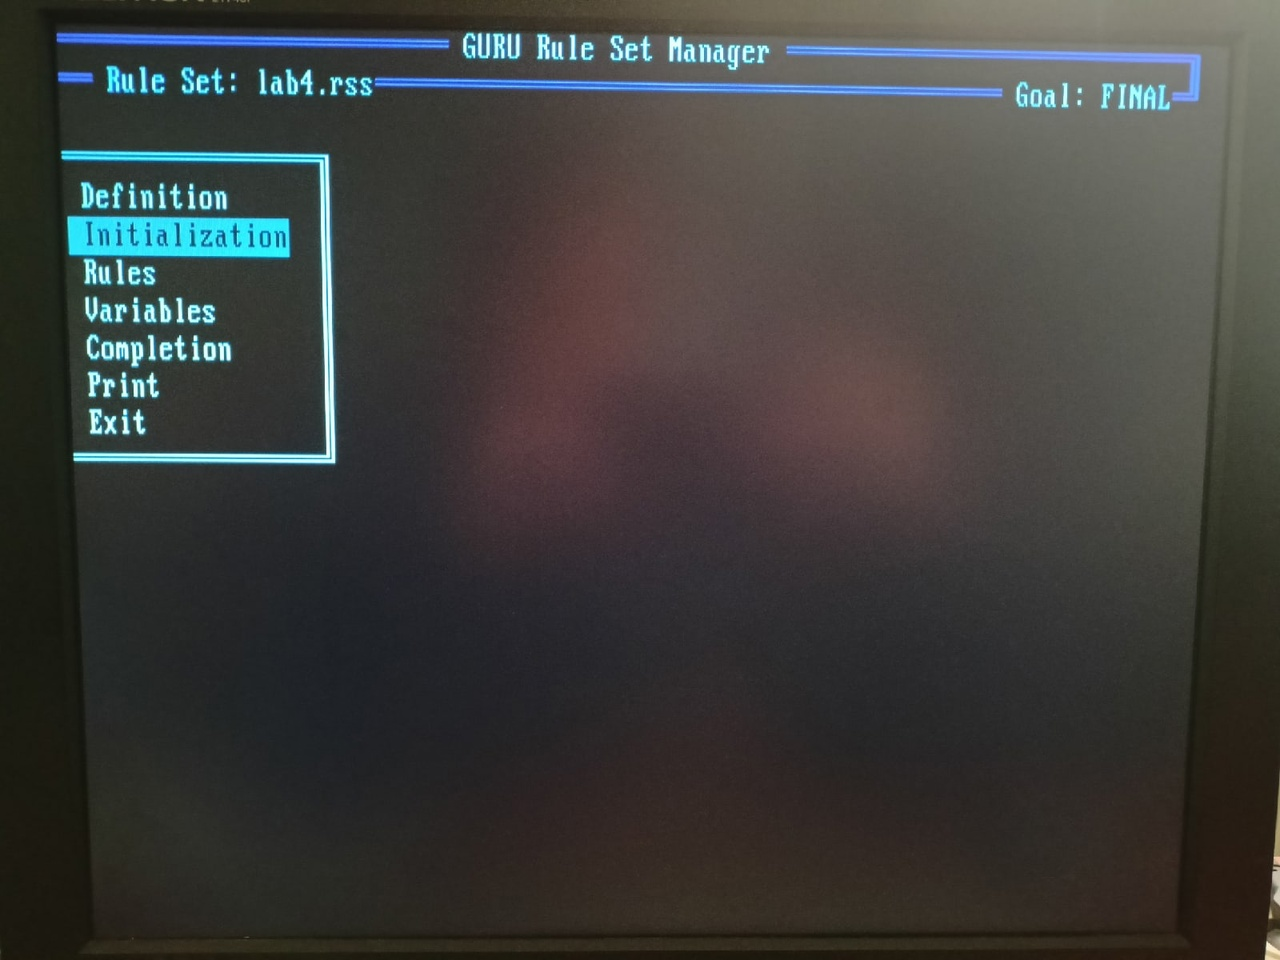 GURU Rule Set Manager
Rule Set: lab4.rss
Goal: FINAL
Definition
Initialization
Rules
Variables
Completion
Print
Exit